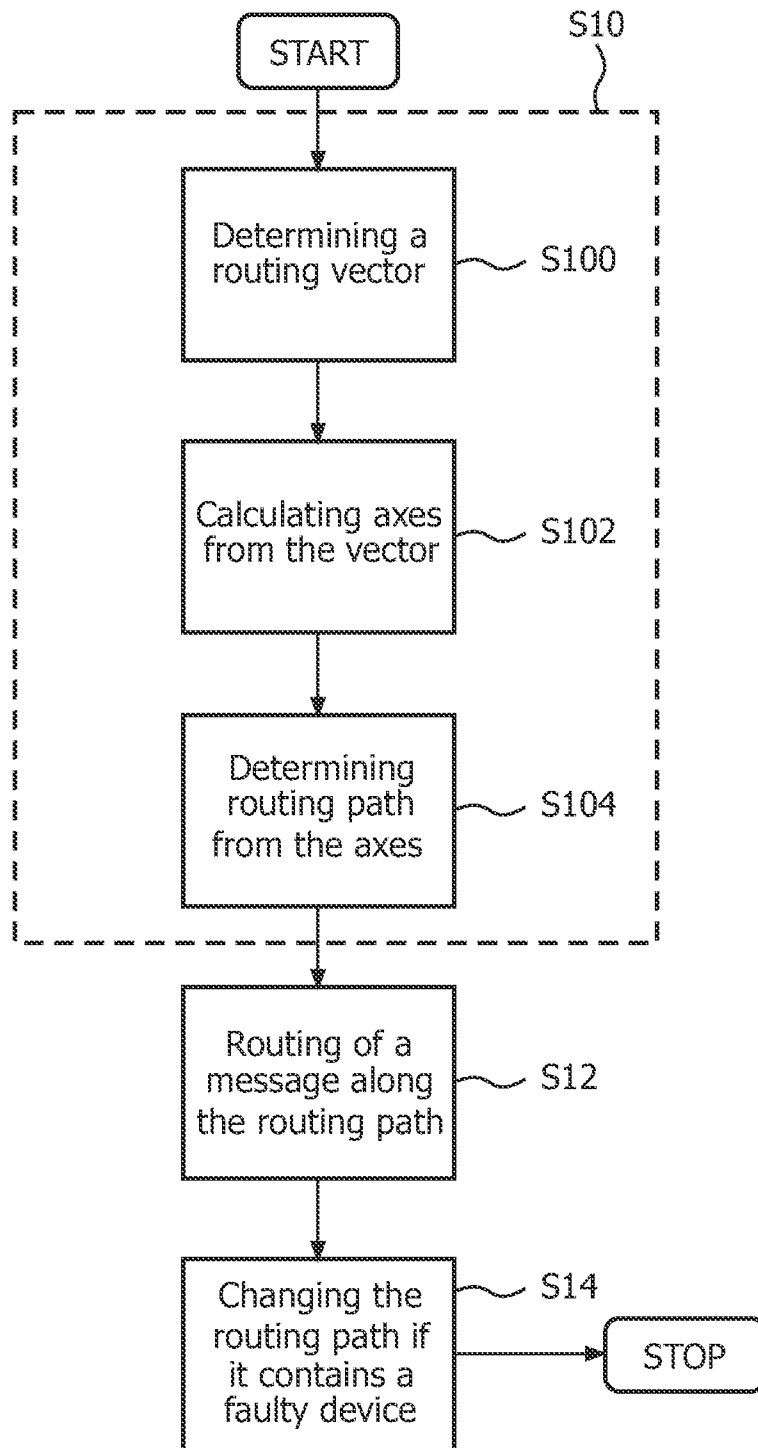 START
S10
Determining a
routing vector
S100
Calculating axes
from the vector
S102
Determining
routing path
from the axes
S104
Routing of a
message along
the routing path
S12
Changing the
routing path if
it contains a
faulty device
S14
STOP